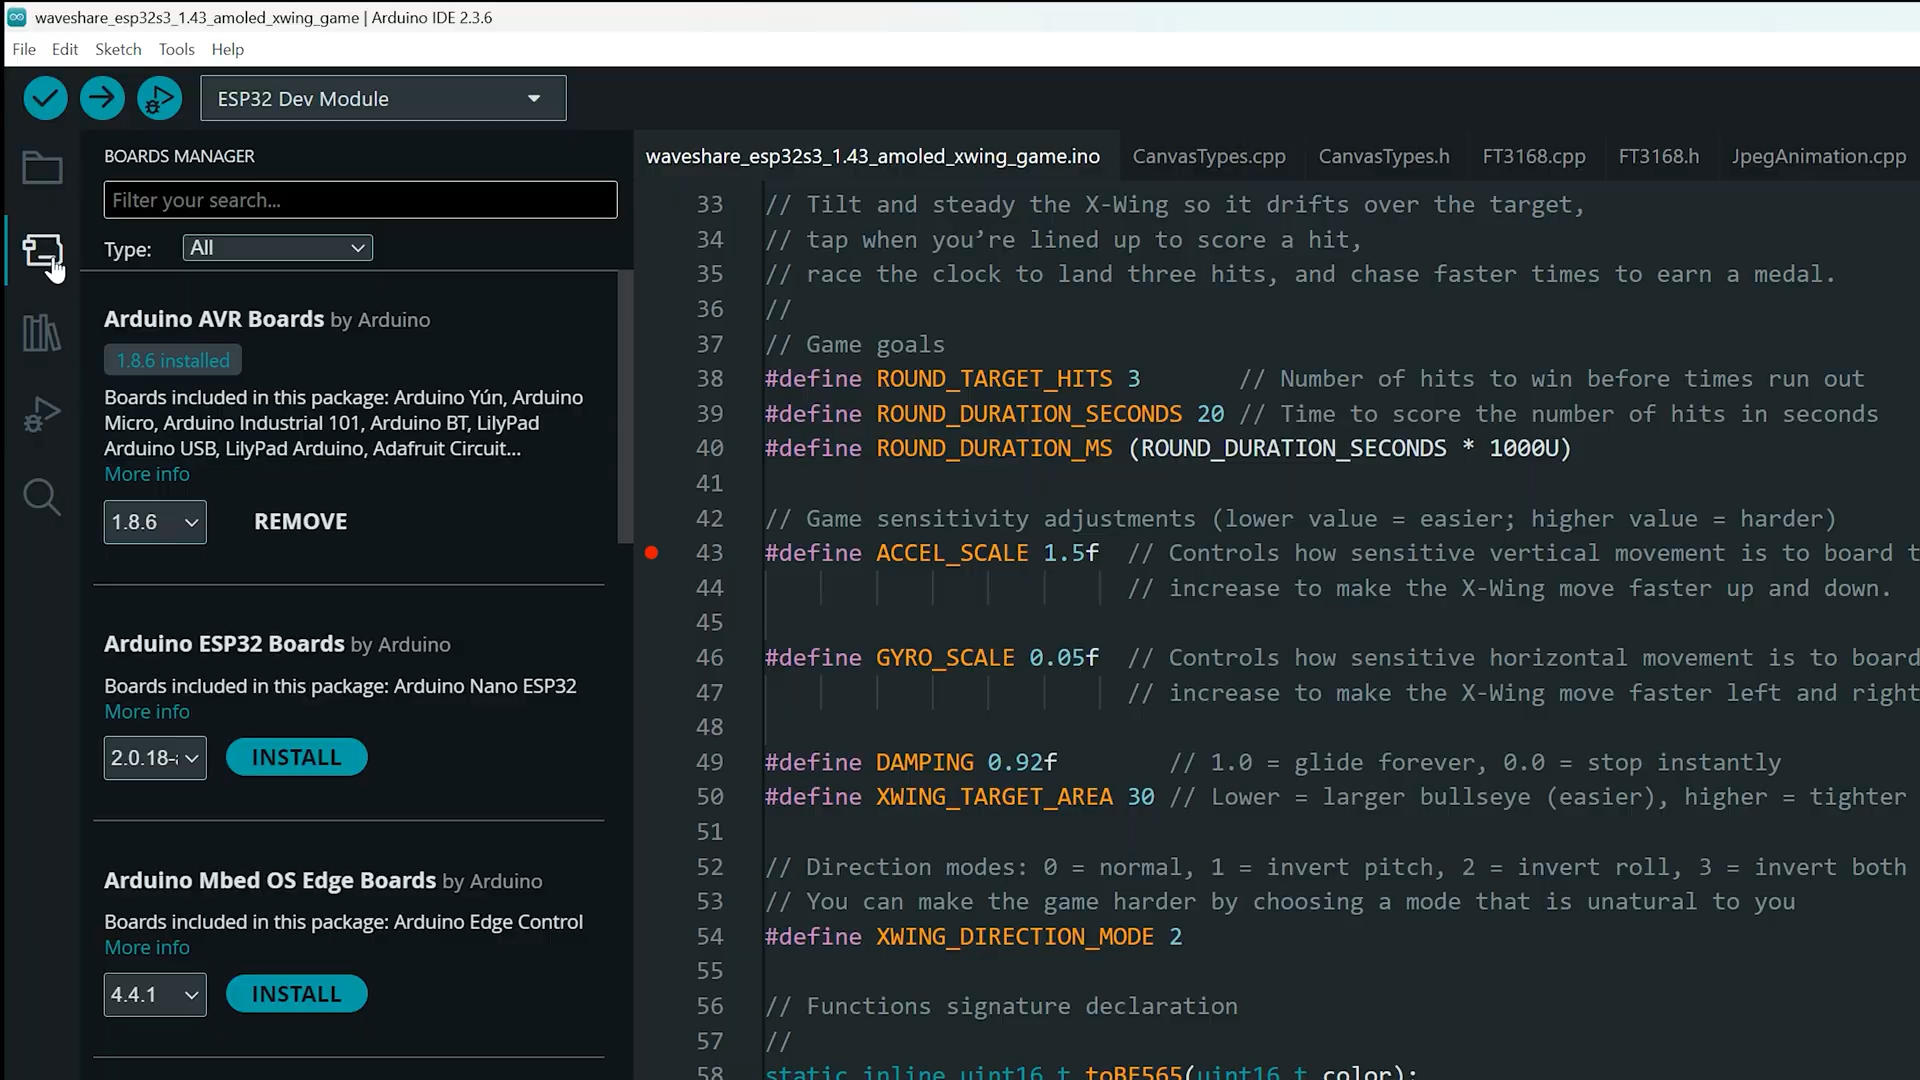 waveshare_esp32s3_1.43_amoled_xwing_game | Arduino IDE 2.3.6
File Edit Sketch Tools Help
ESP32 Dev Module
BOARDS MANAGER
Filter your search...
Type: All
Arduino AVR Boards by Arduino
1.8.6 installed
Boards included in this package: Arduino Yún, Arduino
Micro, Arduino Industrial 101, Arduino BT, LilyPad
Arduino USB, LilyPad Arduino, Adafruit Circuit...
More info
1.8.6 REMOVE
Arduino ESP32 Boards by Arduino
Boards included in this package: Arduino Nano ESP32
More info
2.0.18- INSTALL
Arduino Mbed OS Edge Boards by Arduino
Boards included in this package: Arduino Edge Control
More info
4.4.1 INSTALL
waveshare_esp32s3_1.43_amoled_xwing_game.ino CanvasTypes.cpp CanvasTypes.h FT3168.cpp FT3168.h JpegAnimation.cpp
33 // Tilt and steady the X-Wing so it drifts over the target,
34 // tap when you’re lined up to score a hit,
35 // race the clock to land three hits, and chase faster times to earn a medal.
36 //
37 // Game goals
38 #define ROUND_TARGET_HITS 3 // Number of hits to win before times run out
39 #define ROUND_DURATION_SECONDS 20 // Time to score the number of hits in seconds
40 #define ROUND_DURATION_MS (ROUND_DURATION_SECONDS * 1000U)
41
42 // Game sensitivity adjustments (lower value = easier; higher value = harder)
43 #define ACCEL_SCALE 1.5f // Controls how sensitive vertical movement is to board t
44 // increase to make the X-Wing move faster up and down.
45
46 #define GYRO_SCALE 0.05f // Controls how sensitive horizontal movement is to board
47 // increase to make the X-Wing move faster left and right
48
49 #define DAMPING 0.92f // 1.0 = glide forever, 0.0 = stop instantly
50 #define XWING_TARGET_AREA 30 // Lower = larger bullseye (easier), higher = tighter
51
52 // Direction modes: 0 = normal, 1 = invert pitch, 2 = invert roll, 3 = invert both
53 // You can make the game harder by choosing a mode that is unnatural to you
54 #define XWING_DIRECTION_MODE 2
55
56 // Functions signature declaration
57 //
58 static inline uint16_t toBE565(uint16_t color);